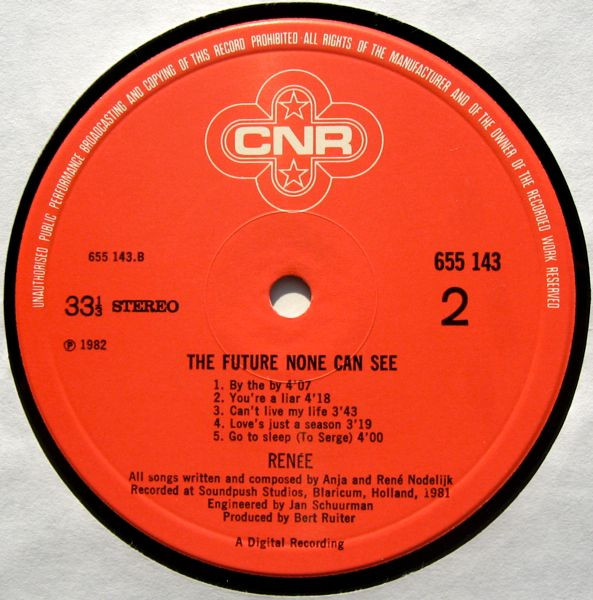 UNAUTHORISED PUBLIC PERFORMANCE BROADCASTING AND COPYING OF THIS RECORD PROHIBITED ALL RIGHTS OF THE MANUFACTURER AND OF THE OWNER OF THE RECORDED WORK RESERVED
CNR
655 143.B
655 143
33⅓ STEREO
2
℗ 1982
THE FUTURE NONE CAN SEE
1. By the by 4'07
2. You're a liar 4'18
3. Can't live my life 3'43
4. Love's just a season 3'19
5. Go to sleep (To Serge) 4'00
RENéE
All songs written and composed by Anja and René Nodelijk
Recorded at Soundpush Studios, Blaricum, Holland, 1981
Engineered by Jan Schuurman
Produced by Bert Ruiter
A Digital Recording